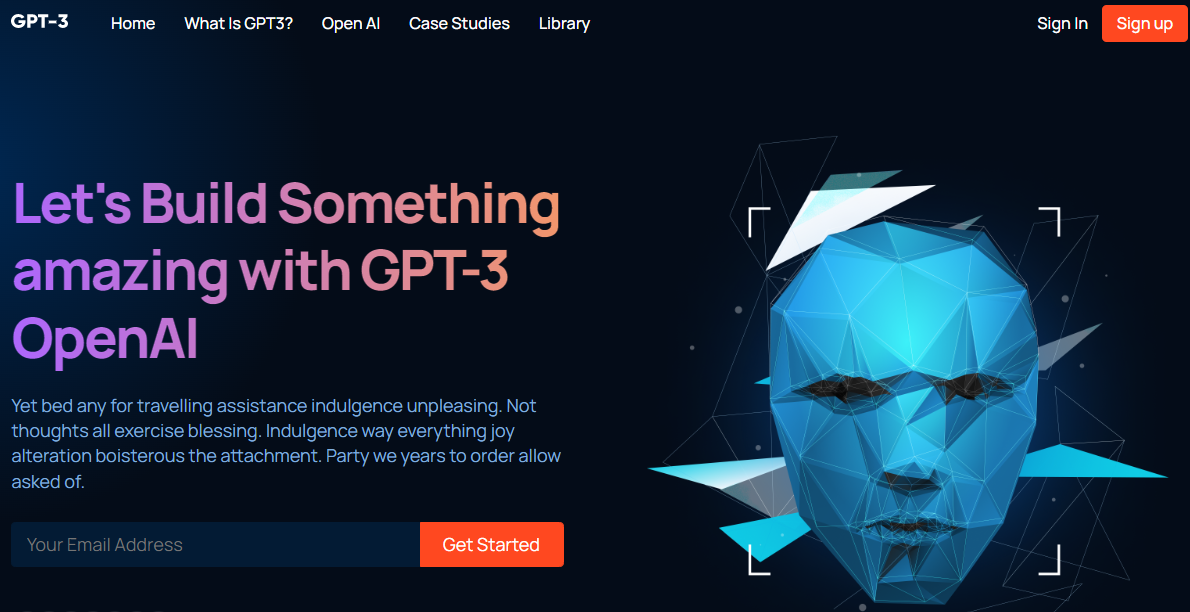 GPT-3 Home What Is GPT3? Open AI Case Studies Library Sign In Sign up
Let's Build Something
amazing with GPT-3
OpenAI
Yet bed any for travelling assistance indulgence unpleasing. Not
thoughts all exercise blessing. Indulgence way everything joy
alteration boisterous the attachment. Party we years to order allow
asked of.
Your Email Address Get Started